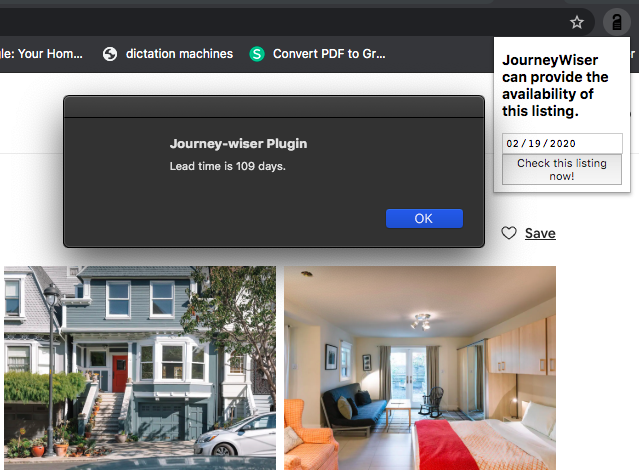 le: Your Hom...
dictation machines
S
Convert PDF to Gr...
r
JourneyWiser
can provide the
availability of
this listing.
02/19/2020
Check this listing
now!
Journey-wiser Plugin
Lead time is 109 days.
OK
Save